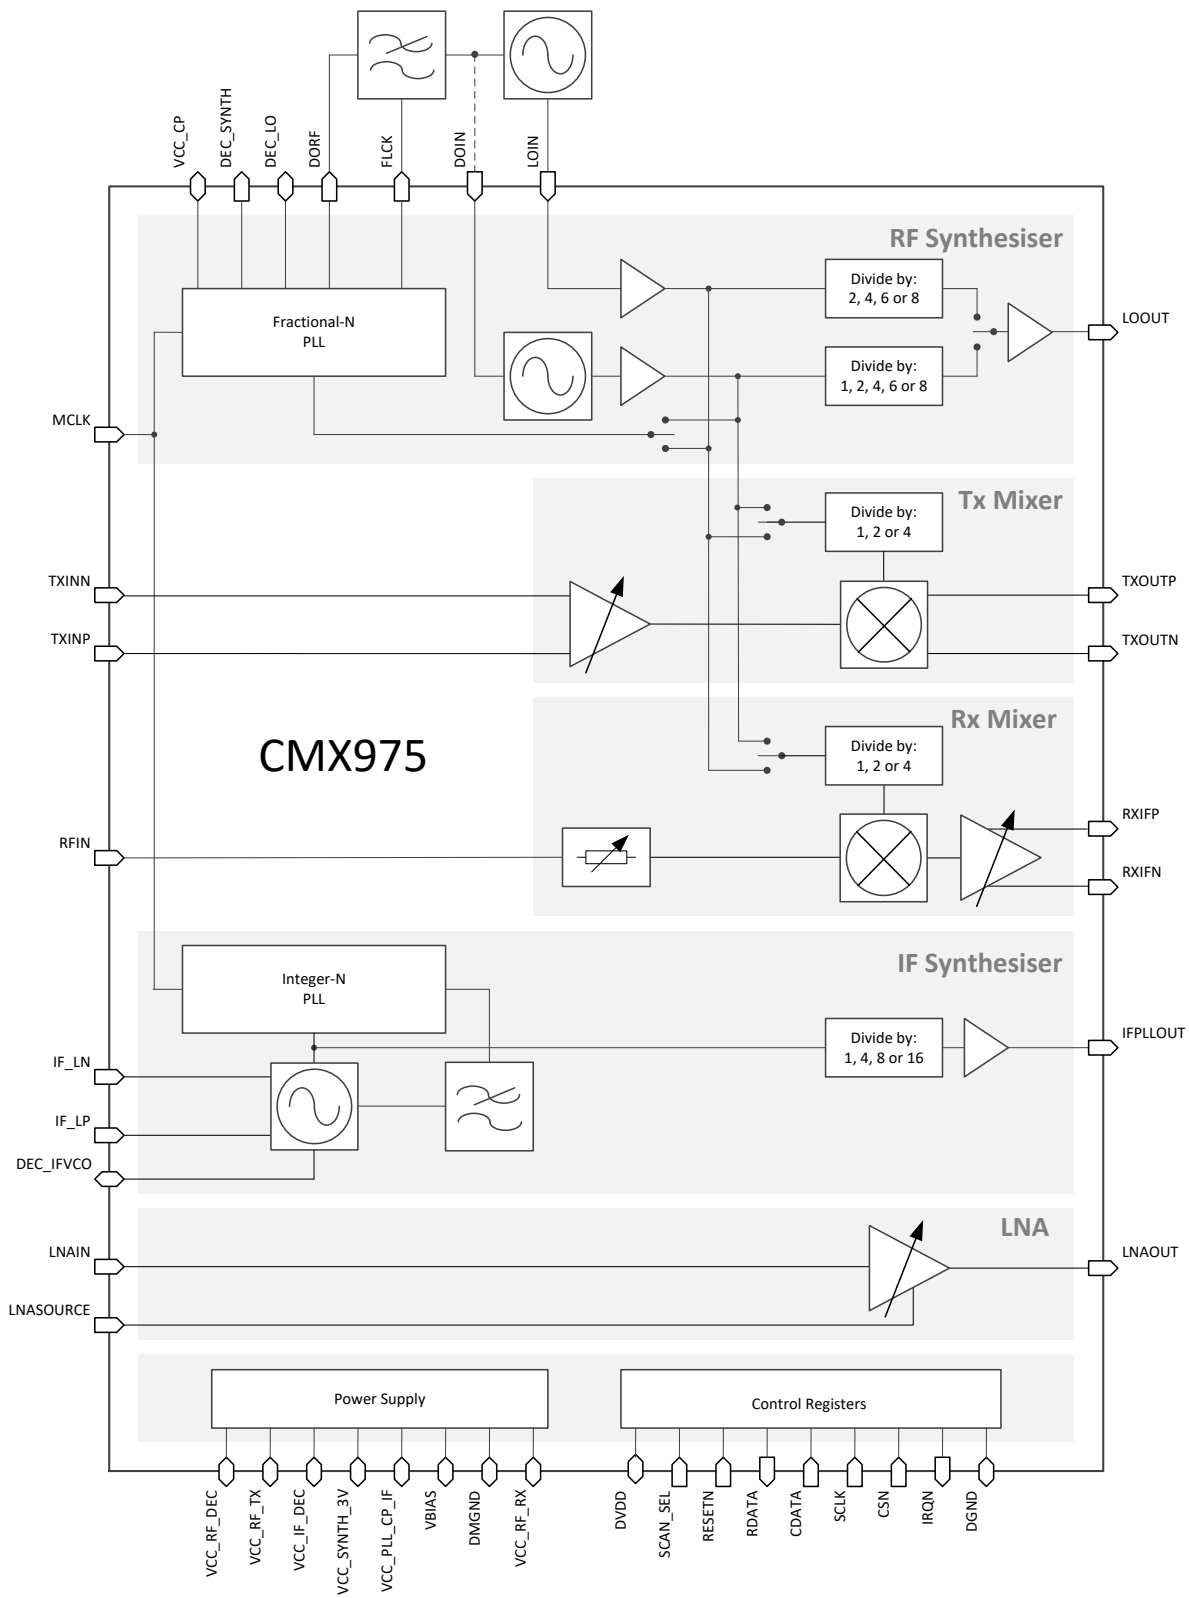 VCC_CP
DEC_SYNTH
DEC_LO
DORF
FLCK
DOIN
LOIN
RF Synthesiser
Fractional-N
PLL
Divide by:
2, 4, 6 or 8
LOOUT
Divide by:
1, 2, 4, 6 or 8
MCLK
Tx Mixer
Divide by:
1, 2 or 4
TXINN
TXOUTP
TXINP
TXOUTN
Rx Mixer
CMX975
Divide by:
1, 2 or 4
RFIN
RXIFP
RXIFN
IF Synthesiser
Integer-N
PLL
Divide by:
1, 4, 8 or 16
IFPLLOUT
IF_LN
IF_LP
DEC_IFVCO
LNA
LNAIN
LNAOUT
LNASOURCE
Power Supply
Control Registers
VCC_RF_DEC
VCC_RF_TX
VCC_IF_DEC
VCC_SYNTH_3V
VCC_PLL_CP_IF
VBIAS
DMGND
VCC_RF_RX
DVDD
SCAN_SEL
RESETN
RDATA
CDATA
SCLK
CSN
IRQN
DGND